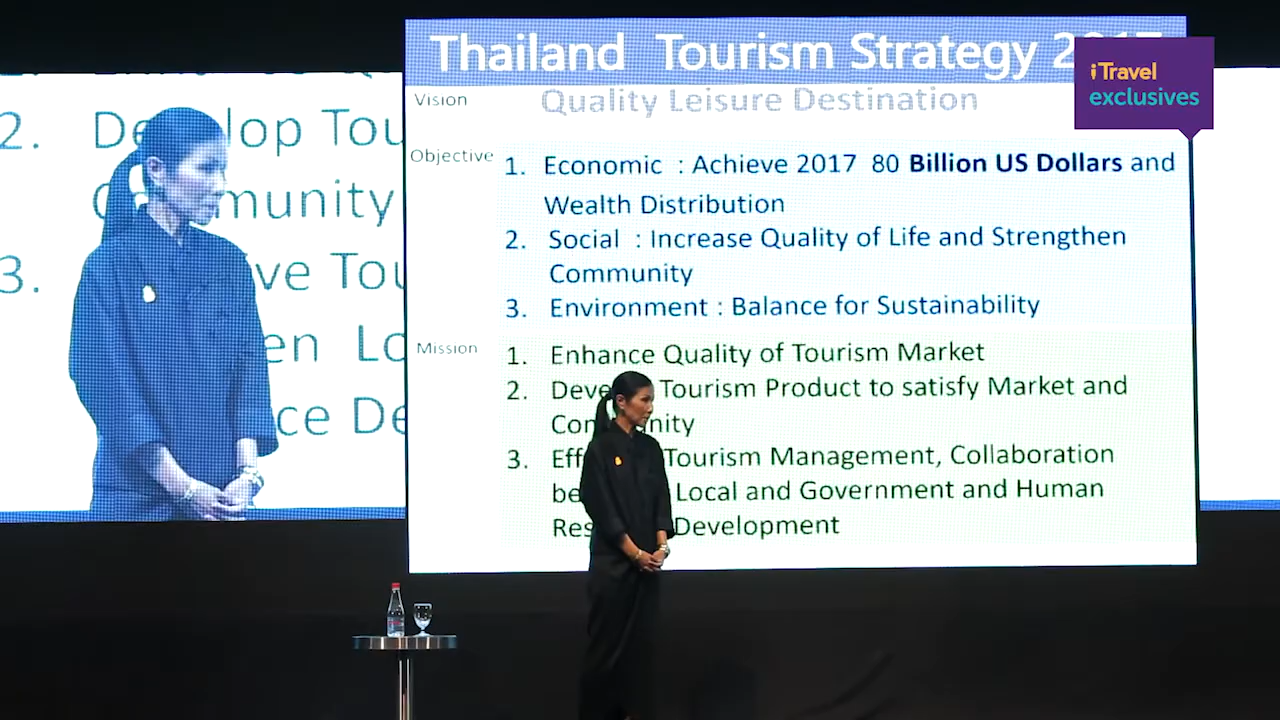 Thailand Tourism Strategy 2017
iTravel
exclusives
Vision
Quality Leisure Destination
Objective
1. Economic : Achieve 2017 80 Billion US Dollars and
Wealth Distribution
2. Social : Increase Quality of Life and Strengthen
Community
3. Environment : Balance for Sustainability
Mission
1. Enhance Quality of Tourism Market
2. Tourism Product to satisfy Market and
3. Tourism Management, Collaboration
Local and Government and Human
Development
2.
3.